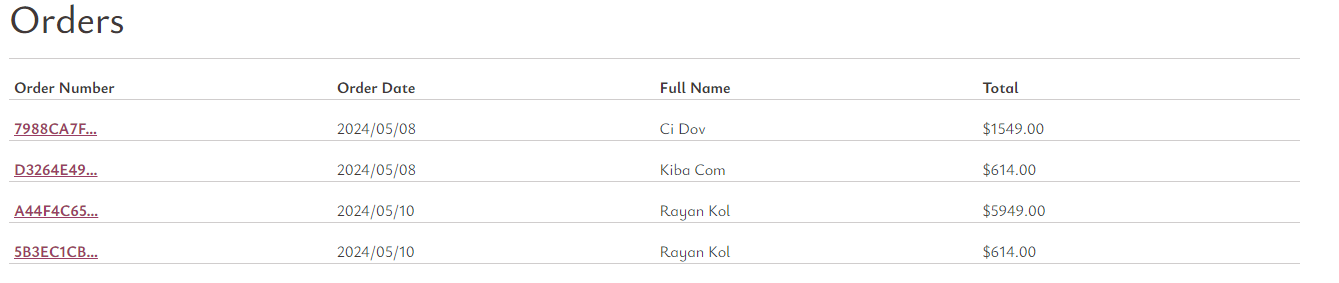 Orders
Order Number Order Date Full Name Total
7988CA7F... 2024/05/08 Ci Dov $1549.00
D3264E49... 2024/05/08 Kiba Com $614.00
A44F4C65... 2024/05/10 Rayan Kol $5949.00
5B3EC1CB... 2024/05/10 Rayan Kol $614.00